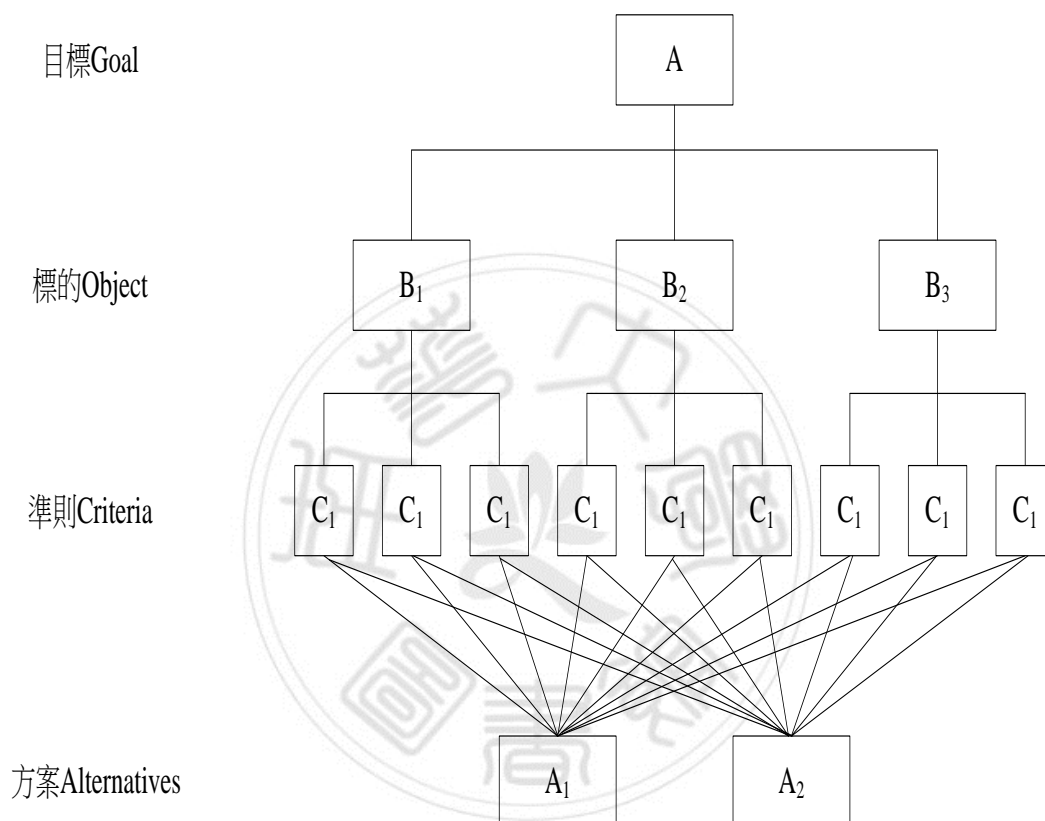 目標Goal
A
標的Object
B₁ B₂ B₃
準則Criteria
C₁ C₁ C₁ C₁ C₁ C₁ C₁ C₁ C₁
方案Alternatives
A₁ A₂